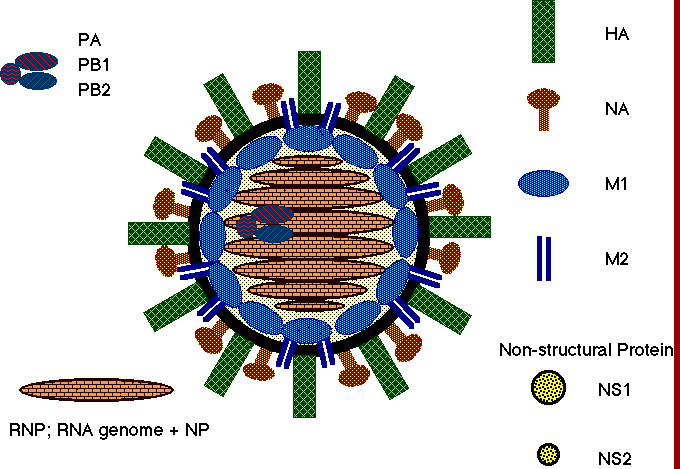 PA
PB1
PB2
HA
NA
M1
M2
Non-structural Protein
NS1
NS2
RNP; RNA genome + NP